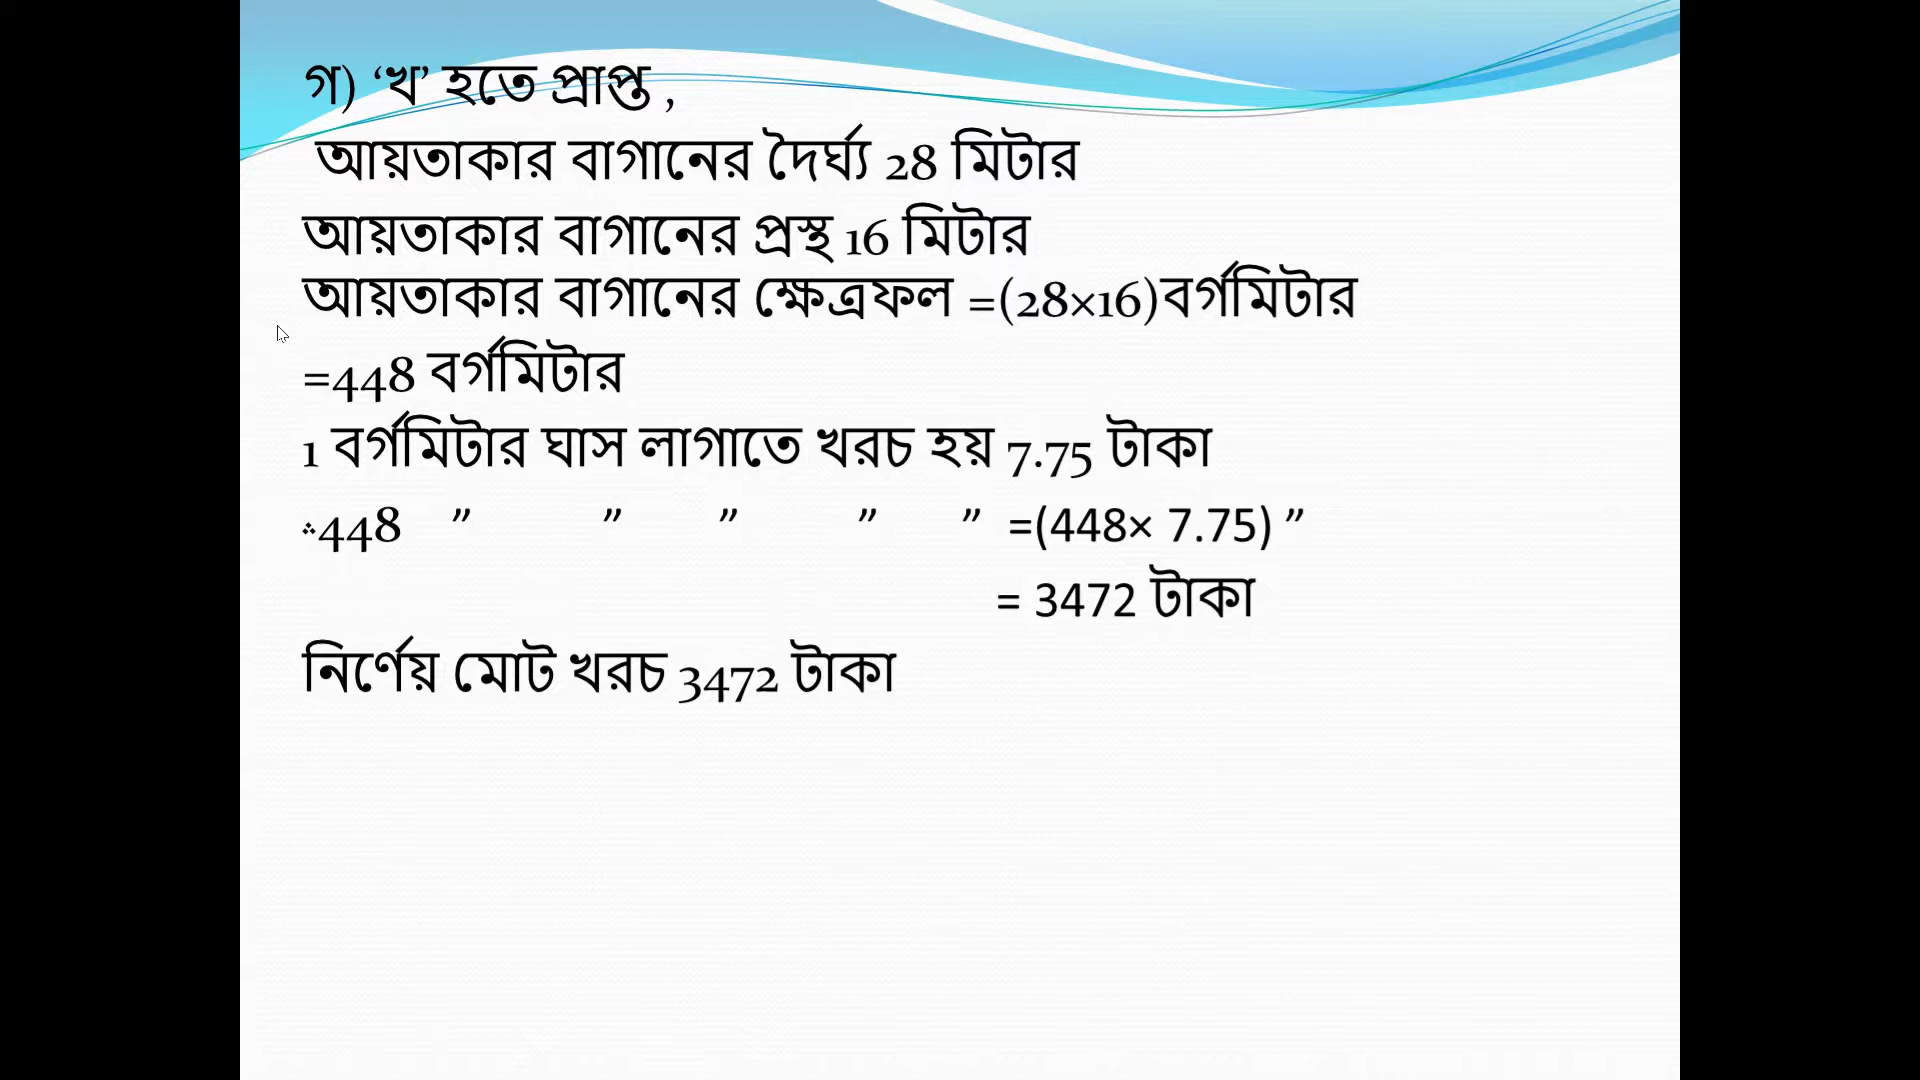 গ) ‘খ’ হতে প্রাপ্ত ,
আয়তাকার বাগানের দৈর্ঘ্য 28 মিটার
আয়তাকার বাগানের প্রস্থ 16 মিটার
আয়তাকার বাগানের ক্ষেত্রফল =(28×16)বর্গমিটার
=448 বর্গমিটার
1 বর্গমিটার ঘাস লাগাতে খরচ হয় 7.75 টাকা
∴448 ” ” ” ” ” =(448× 7.75) ”
= 3472 টাকা
নির্ণেয় মোট খরচ 3472 টাকা